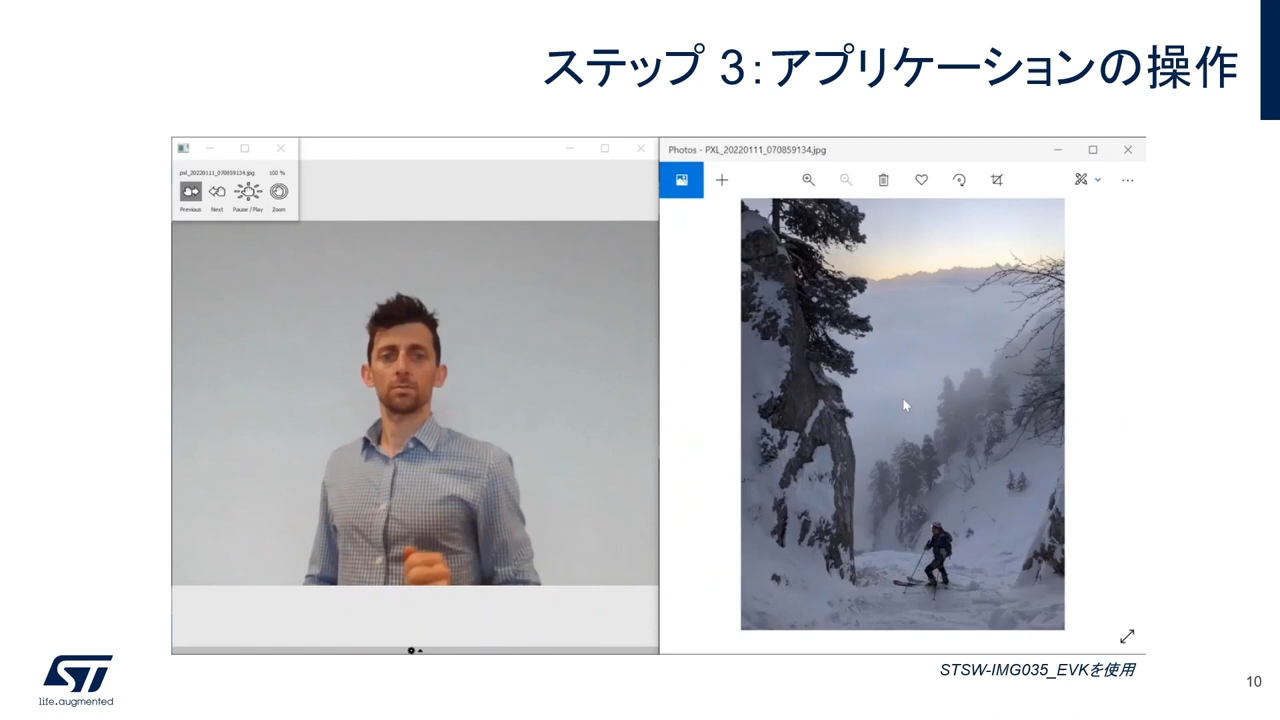 ステップ 3：アプリケーションの操作
pxl_20220111_070859134.jpg 100 %
Previous Next Pause / Play Zoom
Photos - PXL_20220111_070859134.jpg
STSW-IMG035_EVKを使用
ST
life.augmented
10